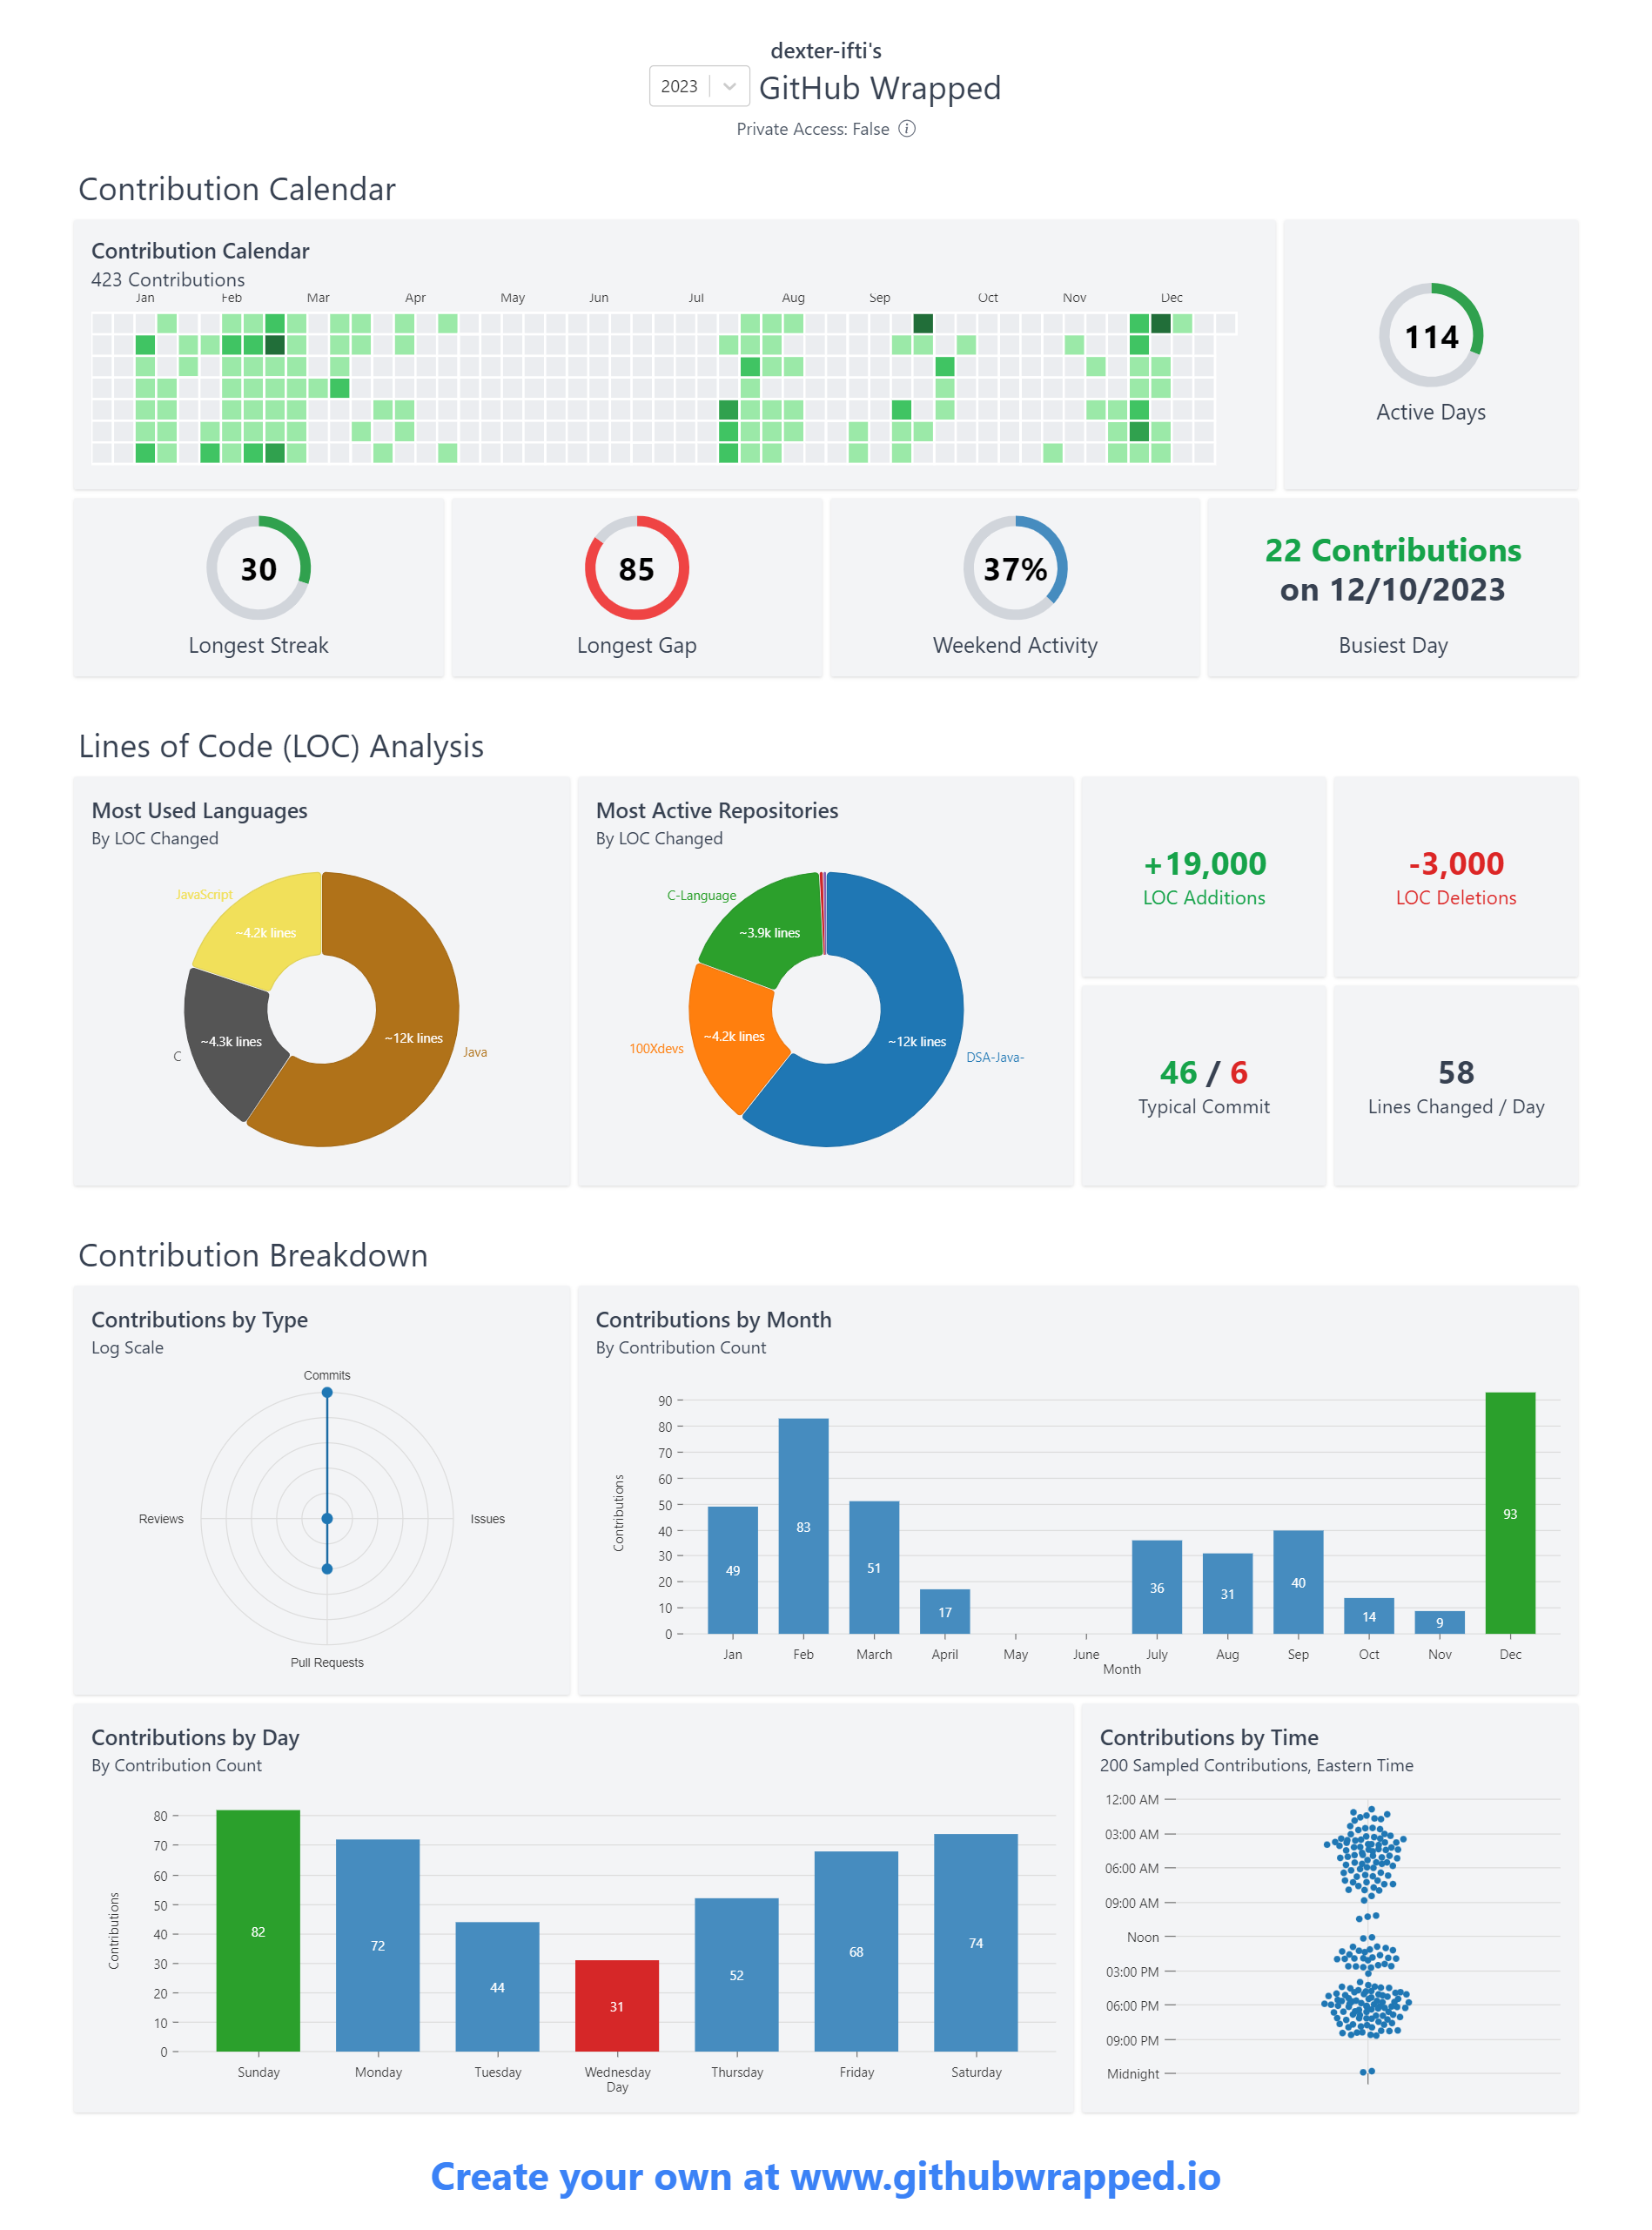 dexter-ifti's
2023
GitHub Wrapped
Private Access: False
Contribution Calendar
Contribution Calendar
423 Contributions
Jan Feb Mar Apr May Jun Jul Aug Sep Oct Nov Dec
114
Active Days
30
Longest Streak
85
Longest Gap
37%
Weekend Activity
22 Contributions
on 12/10/2023
Busiest Day
Lines of Code (LOC) Analysis
Most Used Languages
By LOC Changed
JavaScript
~4.2k lines
~4.3k lines
C
~12k lines
Java
Most Active Repositories
By LOC Changed
C-Language
~3.9k lines
100Xdevs
~4.2k lines
~12k lines
DSA-Java-
+19,000
LOC Additions
-3,000
LOC Deletions
46 / 6
Typical Commit
58
Lines Changed / Day
Contribution Breakdown
Contributions by Type
Log Scale
Commits
Reviews
Issues
Pull Requests
Contributions by Month
By Contribution Count
90
80
70
60
50
40
30
20
10
0
Contributions
49 83 51 17 36 31 40 14 9 93
Jan Feb March April May June July Aug Sep Oct Nov Dec
Month
Contributions by Day
By Contribution Count
80
70
60
50
40
30
20
10
0
Contributions
82 72 44 31 52 68 74
Sunday Monday Tuesday Wednesday Thursday Friday Saturday
Day
Contributions by Time
200 Sampled Contributions, Eastern Time
12:00 AM
03:00 AM
06:00 AM
09:00 AM
Noon
03:00 PM
06:00 PM
09:00 PM
Midnight
Create your own at www.githubwrapped.io